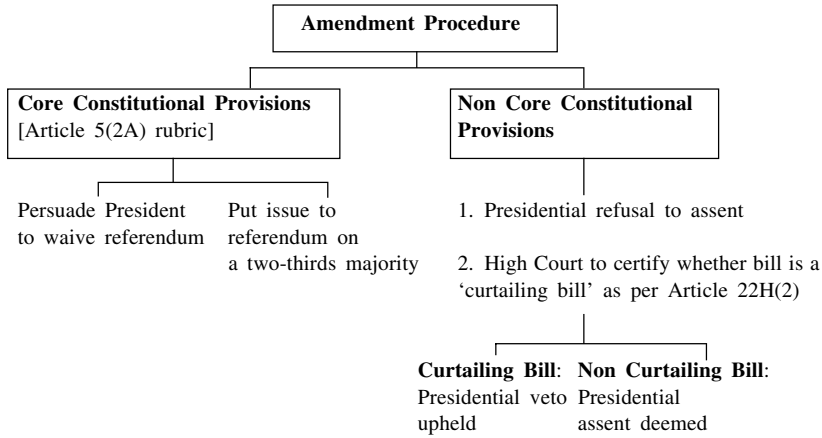 Amendment Procedure
Core Constitutional Provisions
[Article 5(2A) rubric]
Persuade President
to waive referendum
Put issue to
referendum on
a two-thirds majority
Non Core Constitutional
Provisions
1. Presidential refusal to assent
2. High Court to certify whether bill is a
‘curtailing bill’ as per Article 22H(2)
Curtailing Bill:
Presidential veto
upheld
Non Curtailing Bill:
Presidential
assent deemed